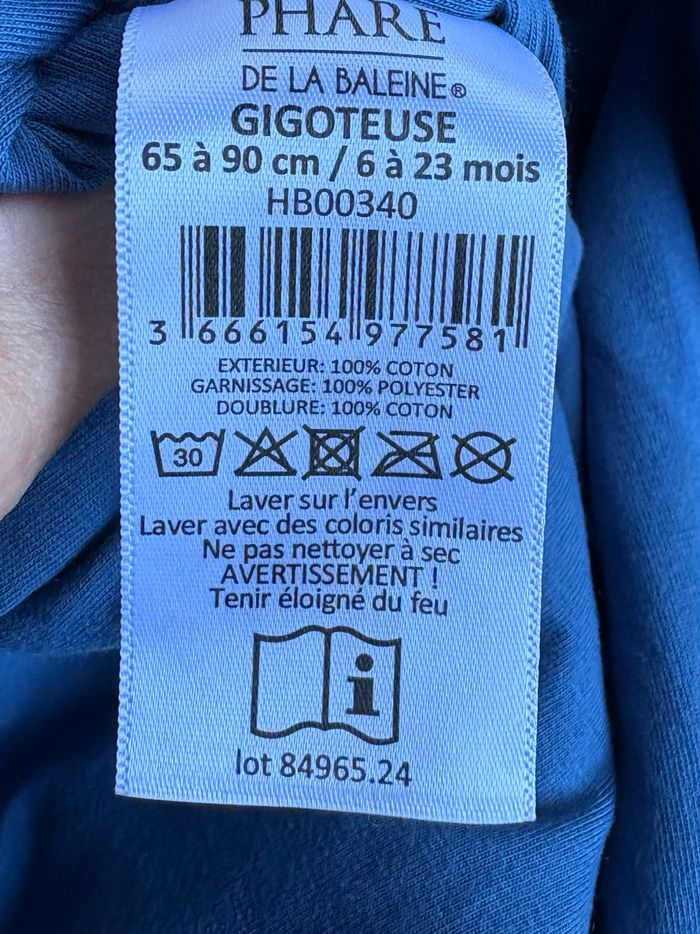 PHARE
DE LA BALEINE®
GIGOTEUSE
65 à 90 cm / 6 à 23 mois
HB00340
3 666154 977581
EXTERIEUR: 100% COTON
GARNISSAGE: 100% POLYESTER
DOUBLURE: 100% COTON
30
Laver sur l'envers
Laver avec des coloris similaires
Ne pas nettoyer à sec
AVERTISSEMENT !
Tenir éloigné du feu
i
lot 84965.24